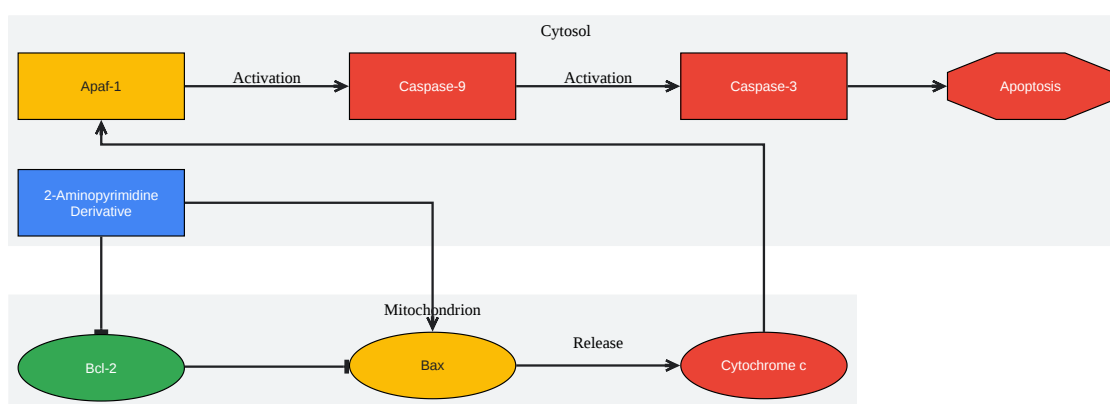 Cytosol
Apaf-1
Activation
Caspase-9
Activation
Caspase-3
Apoptosis
2-Aminopyrimidine
Derivative
Mitochondrion
Release
Bcl-2
Bax
Cytochrome c